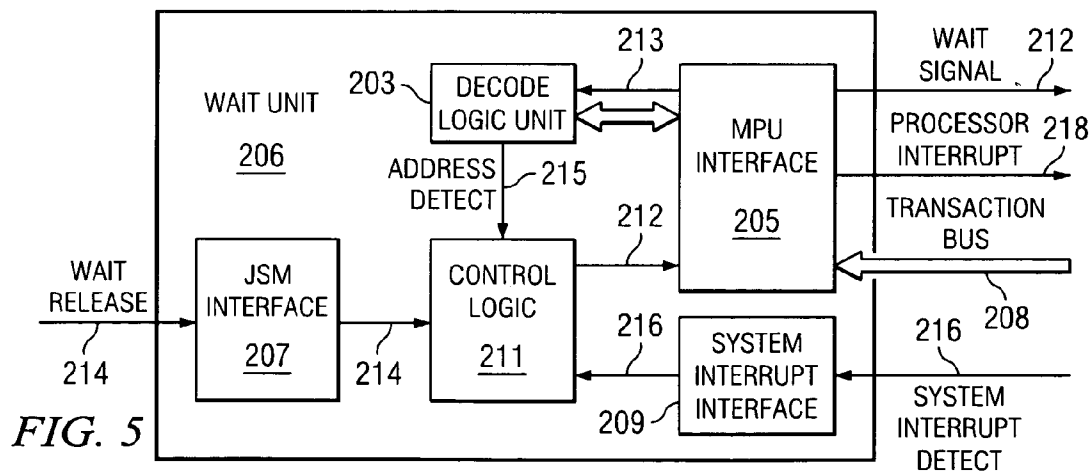 WAIT UNIT
206
203
DECODE
LOGIC UNIT
213
MPU
INTERFACE
205
WAIT
SIGNAL
212
PROCESSOR
INTERRUPT
218
TRANSACTION
BUS
208
ADDRESS
DETECT
215
212
WAIT
RELEASE
214
JSM
INTERFACE
207
214
CONTROL
LOGIC
211
216
SYSTEM
INTERRUPT
INTERFACE
209
216
SYSTEM
INTERRUPT
DETECT
FIG. 5